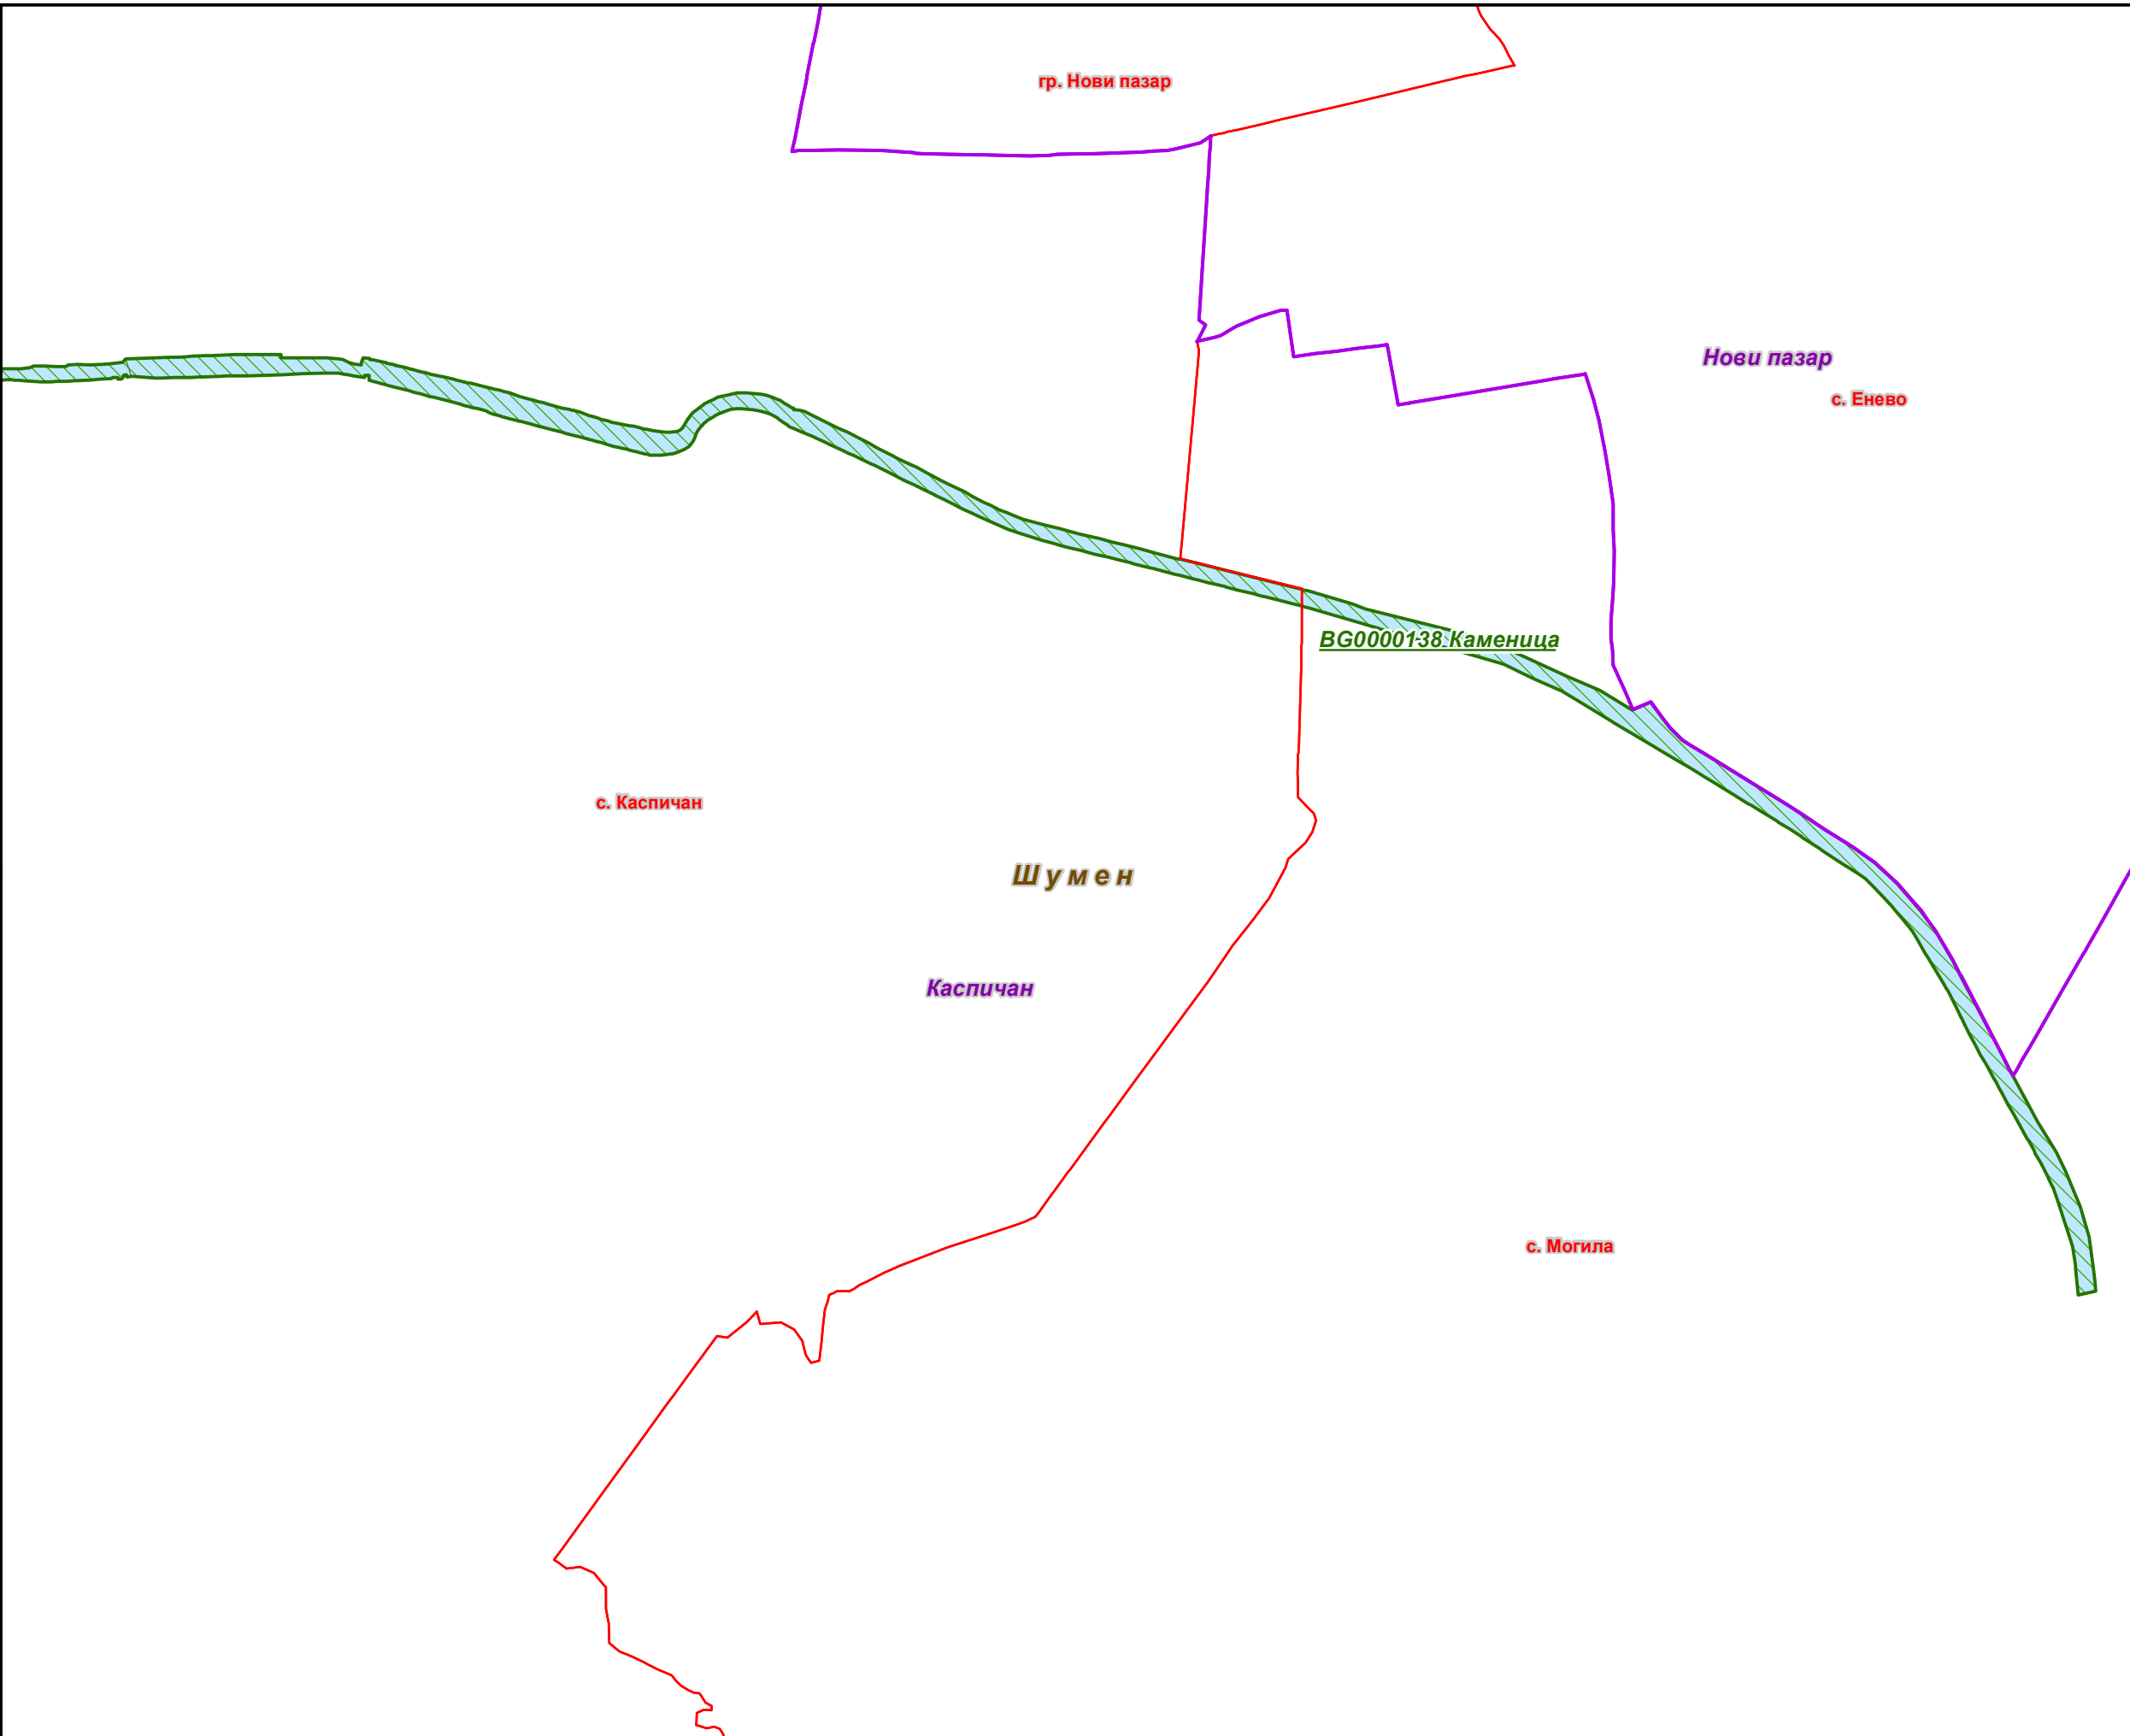 гр. Нови пазар
Нови пазар
с. Енево
BG0000138 Каменица
с. Каспичан
Шумен
Каспичан
с. Могила